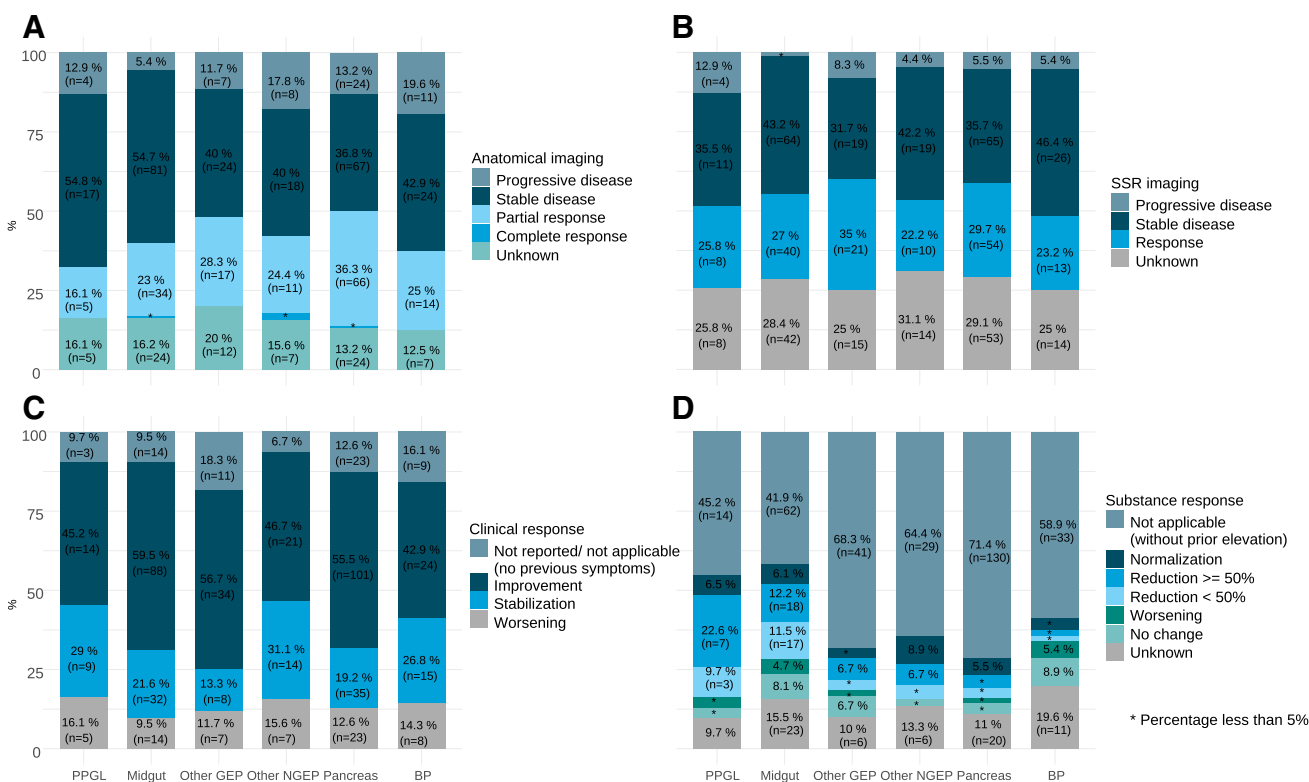 A
100
75
50
25
0
%
12.9 %
(n=4)
54.8 %
(n=17)
16.1 %
(n=5)
16.1 %
(n=5)
5.4 %
54.7 %
(n=81)
23 %
(n=34)
*
16.2 %
(n=24)
11.7 %
(n=7)
40 %
(n=24)
28.3 %
(n=17)
20 %
(n=12)
17.8 %
(n=8)
40 %
(n=18)
24.4 %
(n=11)
*
15.6 %
(n=7)
13.2 %
(n=24)
36.8 %
(n=67)
36.3 %
(n=66)
*
13.2 %
(n=24)
19.6 %
(n=11)
42.9 %
(n=24)
25 %
(n=14)
12.5 %
(n=7)
Anatomical imaging
Progressive disease
Stable disease
Partial response
Complete response
Unknown
B
12.9 %
(n=4)
35.5 %
(n=11)
25.8 %
(n=8)
25.8 %
(n=8)
*
43.2 %
(n=64)
27 %
(n=40)
28.4 %
(n=42)
8.3 %
31.7 %
(n=19)
35 %
(n=21)
25 %
(n=15)
4.4 %
42.2 %
(n=19)
22.2 %
(n=10)
31.1 %
(n=14)
5.5 %
35.7 %
(n=65)
29.7 %
(n=54)
29.1 %
(n=53)
5.4 %
46.4 %
(n=26)
23.2 %
(n=13)
25 %
(n=14)
SSR imaging
Progressive disease
Stable disease
Response
Unknown
C
100
75
50
25
0
%
9.7 %
(n=3)
45.2 %
(n=14)
29 %
(n=9)
16.1 %
(n=5)
9.5 %
(n=14)
59.5 %
(n=88)
21.6 %
(n=32)
9.5 %
(n=14)
18.3 %
(n=11)
56.7 %
(n=34)
13.3 %
(n=8)
11.7 %
(n=7)
6.7 %
46.7 %
(n=21)
31.1 %
(n=14)
15.6 %
(n=7)
12.6 %
(n=23)
55.5 %
(n=101)
19.2 %
(n=35)
12.6 %
(n=23)
16.1 %
(n=9)
42.9 %
(n=24)
26.8 %
(n=15)
14.3 %
(n=8)
PPGL Midgut Other GEP Other NGEP Pancreas BP
Clinical response
Not reported/ not applicable
(no previous symptoms)
Improvement
Stabilization
Worsening
D
45.2 %
(n=14)
6.5 %
22.6 %
(n=7)
9.7 %
(n=3)
*
*
9.7 %
41.9 %
(n=62)
6.1 %
12.2 %
(n=18)
11.5 %
(n=17)
4.7 %
8.1 %
15.5 %
(n=23)
68.3 %
(n=41)
*
6.7 %
*
*
6.7 %
10 %
(n=6)
64.4 %
(n=29)
8.9 %
6.7 %
*
*
13.3 %
(n=6)
71.4 %
(n=130)
5.5 %
*
*
*
*
11 %
(n=20)
58.9 %
(n=33)
*
*
*
5.4 %
8.9 %
19.6 %
(n=11)
PPGL Midgut Other GEP Other NGEP Pancreas BP
Substance response
Not applicable
(without prior elevation)
Normalization
Reduction >= 50%
Reduction < 50%
Worsening
No change
Unknown
* Percentage less than 5%